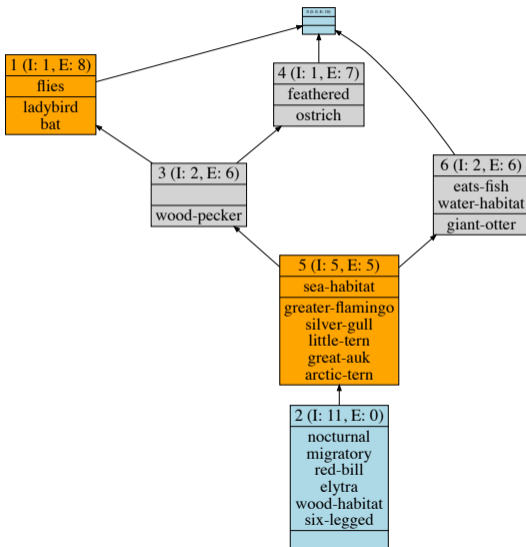 1 (I: 1, E: 8)
flies
ladybird
bat
4 (I: 1, E: 7)
feathered
ostrich
3 (I: 2, E: 6)
wood-pecker
6 (I: 2, E: 6)
eats-fish
water-habitat
giant-otter
5 (I: 5, E: 5)
sea-habitat
greater-flamingo
silver-gull
little-tern
great-auk
arctic-tern
2 (I: 11, E: 0)
nocturnal
migratory
red-bill
elytra
wood-habitat
six-legged